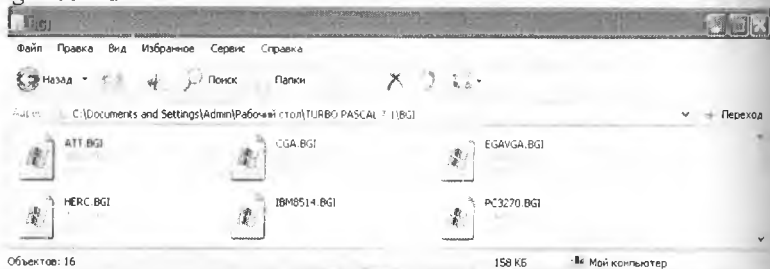 BGI
Файл Правка Вид Избранное Сервис Справка
Назад Поиск Папки
C:\Documents and Settings\Admin\Рабочий стол\TURBO PASCAL 7.1\BGI Переход
ATT.BGI CGA.BGI EGAVGA.BGI
HERC.BGI IBM8514.BGI PC3270.BGI
Объектов: 16 158 КБ Мой компьютер